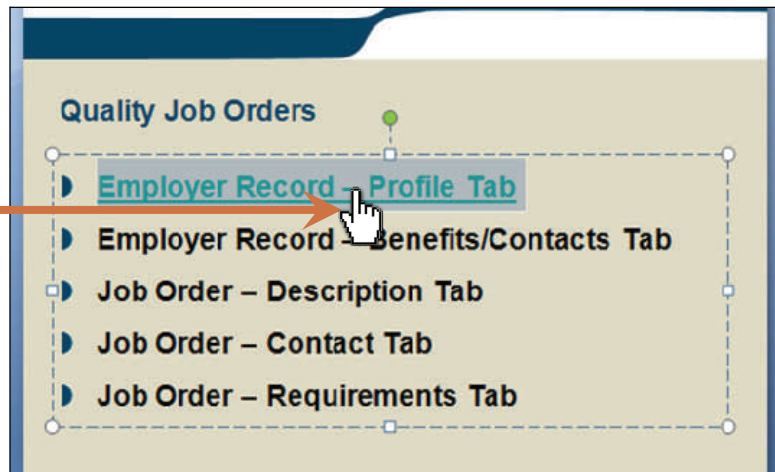 Quality Job Orders
Employer Record – Profile Tab
Employer Record – Benefits/Contacts Tab
Job Order – Description Tab
Job Order – Contact Tab
Job Order – Requirements Tab